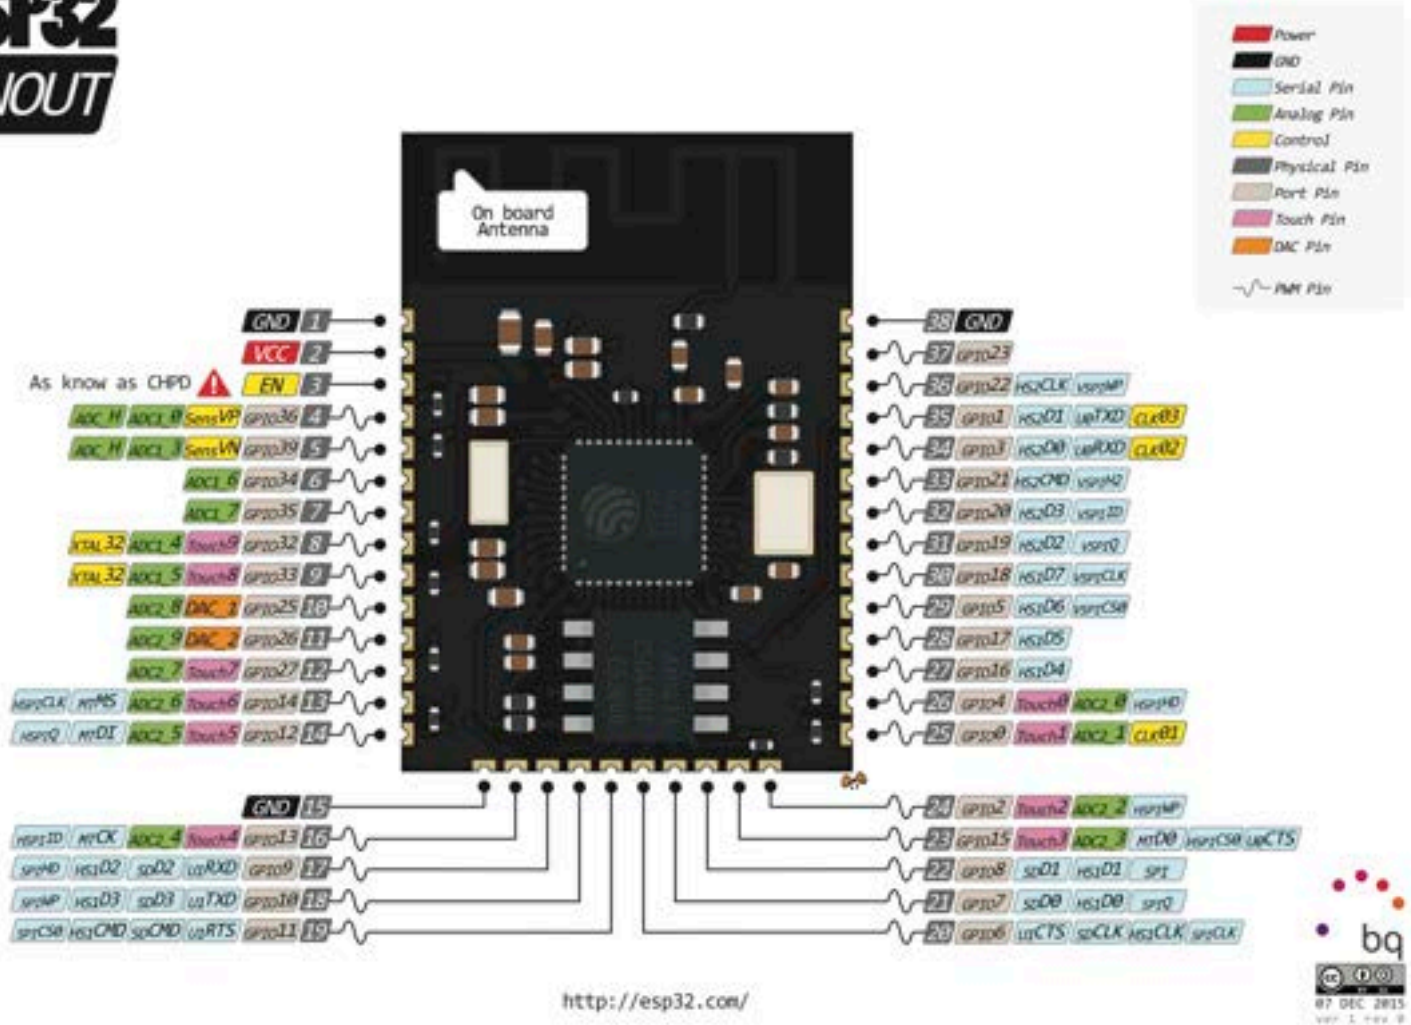 SP32
NOUT
Power
GND
Serial Pin
Analog Pin
Control
Physical Pin
Port Pin
Touch Pin
DAC Pin
PWM Pin
On board
Antenna
GND 1
VCC 2
As know as CHPD EN 3
ADC_H ADC1_0 SensVP GPIO36 4
ADC_H ADC1_3 SensVN GPIO39 5
ADC1_6 GPIO34 6
ADC1_7 GPIO35 7
XTAL32 ADC1_4 Touch9 GPIO32 8
XTAL32 ADC1_5 Touch8 GPIO33 9
ADC2_8 DAC_1 GPIO25 10
ADC2_9 DAC_2 GPIO26 11
ADC2_7 Touch7 GPIO27 12
HSPICLK MTMS ADC2_6 Touch6 GPIO14 13
HSPIQ MTDI ADC2_5 Touch5 GPIO12 14
GND 15
HSPIID MTCK ADC2_4 Touch4 GPIO13 16
SPIHD HS1D2 SDD2 U1RXD GPIO9 17
SPIWP HS1D3 SDD3 U1TXD GPIO10 18
SPICS0 HS1CMD SDCMD U1RTS GPIO11 19
38 GND
37 GPIO23
36 GPIO22 HS2CLK VSPIWP
35 GPIO1 HS2D1 U0TXD CLK03
34 GPIO3 HS2D0 U0RXD CLK02
33 GPIO21 HS2CMD VSPIHD
32 GPIO20 HS2D3 VSPIID
31 GPIO19 HS2D2 VSPIQ
30 GPIO18 HS1D7 VSPICLK
29 GPIO5 HS1D6 VSPICS0
28 GPIO17 HS1D5
27 GPIO16 HS1D4
26 GPIO4 Touch0 ADC2_0 HSPIHD
25 GPIO0 Touch1 ADC2_1 CLK01
24 GPIO2 Touch2 ADC2_2 HSPIWP
23 GPIO15 Touch3 ADC2_3 MTD0 HSPICS0 U0CTS
22 GPIO8 SDD1 HS1D1 SPI
21 GPIO7 SDD0 HS1D0 SPIQ
20 GPIO6 U1CTS SDCLK HS1CLK SPICLK
http://esp32.com/
bq
cc
07 DEC 2015
ver 1 rev 0